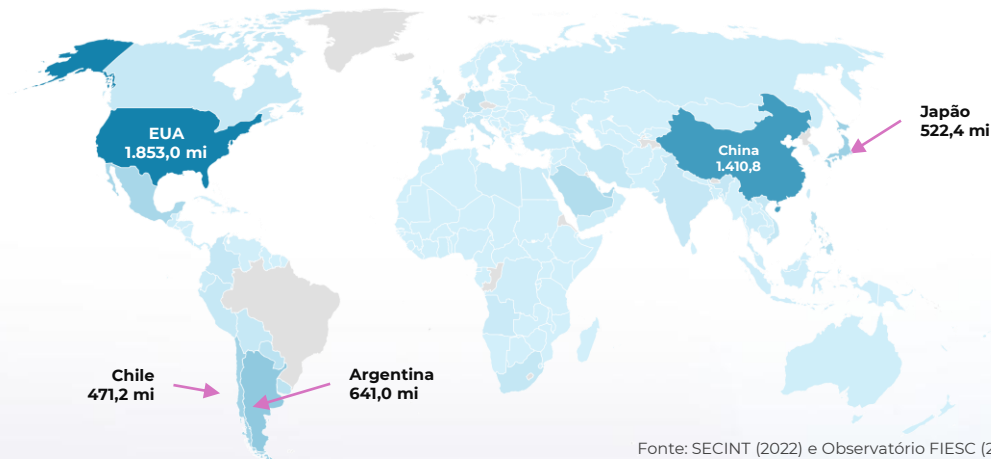 EUA
1.853,0 mi
China
1.410,8
Japão
522,4 mi
Chile
471,2 mi
Argentina
641,0 mi
Fonte: SECINT (2022) e Observatório FIESC (2